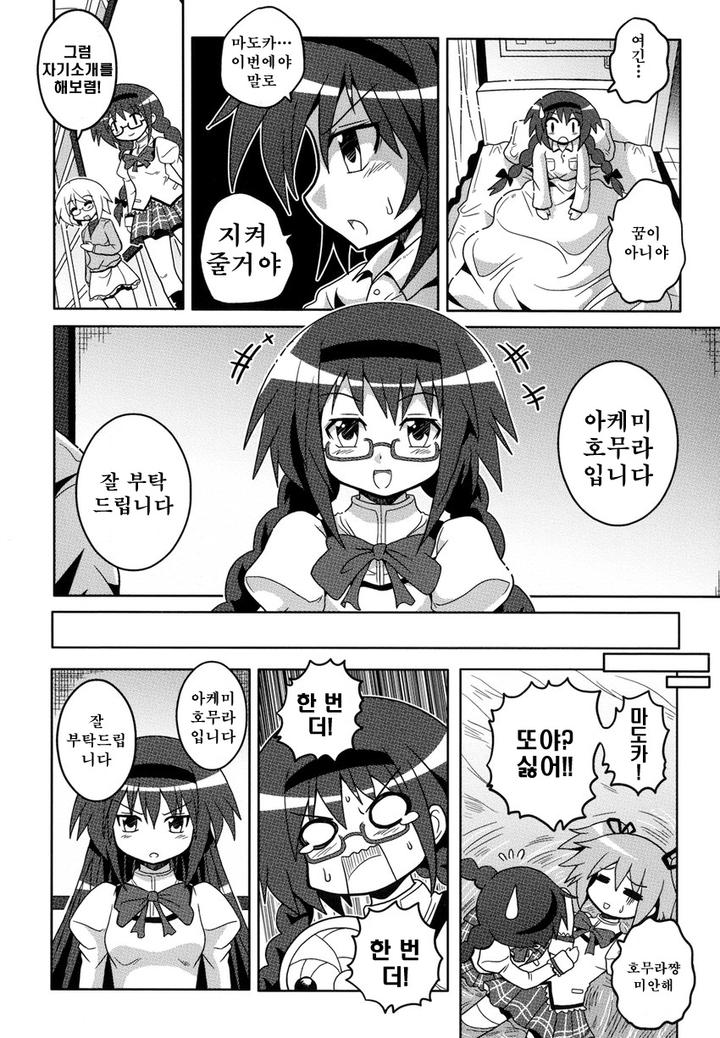 여긴…
꿈이
아니야
마도카…
이번에야
말로
지켜
줄거야
그럼
자기소개를
해보렴!
아케미
호무라
입니다
잘 부탁
드립니다
마도카!
또야?
싫어!!
호무라쨩
미안해
한 번
더!
한 번
더!
아케미
호무라
입니다
잘
부탁드립
니다